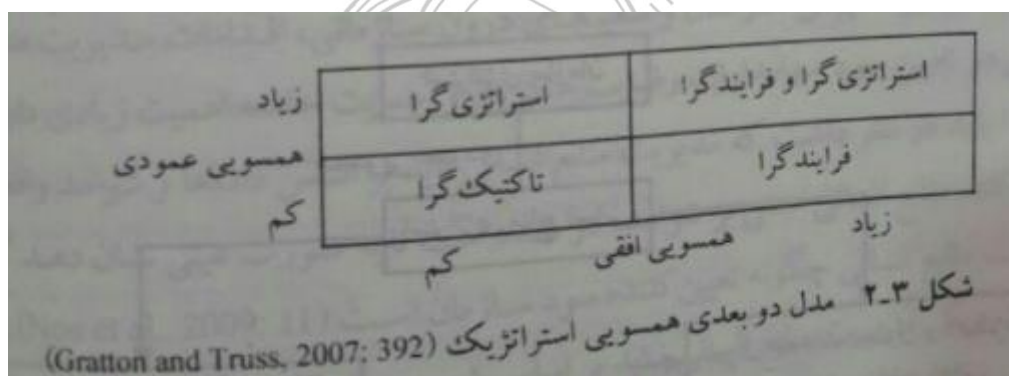 زیاد استراتژی گرا استراتژی گرا و فرایندگرا
همسویی عمودی
کم تاکتیک گرا فرایندگرا
کم همسویی افقی زیاد
شکل ۳-۲ مدل دو بعدی همسویی استراتژیک (Gratton and Truss, 2007: 392)